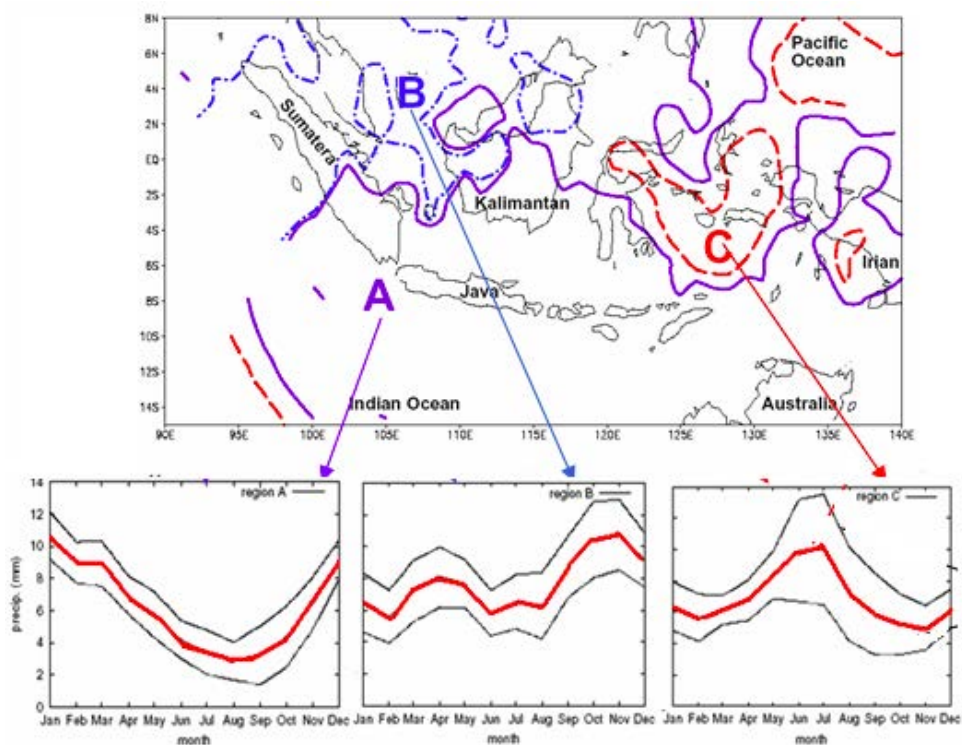 8N
6N
4N
2N
EQ
2S
4S
6S
8S
10S
12S
14S
90E 95E 100E 105E 110E 115E 120E 125E 130E 135E 140E
Pacific
Ocean
B
Sumatera
Kalimantan
C
Irian
A
Java
Indian Ocean
Australia
precip. (mm)
14
12
10
8
6
4
2
0
region A
Jan Feb Mar Apr May Jun Jul Aug Sep Oct Nov Dec
month
region B
Jan Feb Mar Apr May Jun Jul Aug Sep Oct Nov Dec
month
region C
Jan Feb Mar Apr May Jun Jul Aug Sep Oct Nov Dec
month